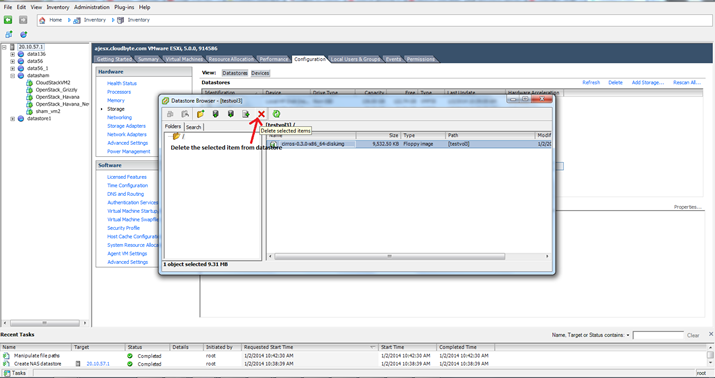 File Edit View Inventory Administration Plug-ins Help
Home Inventory Inventory
20.10.57.1
data136
data56
data56_1
datasham
CloudStackVM2
OpenStack_Grizzly
OpenStack_Havana
OpenStack_Havana_Net
sham_vm2
datastore1
ajesx.cloudbyte.com VMware ESXi, 5.0.0, 914586
Getting Started Summary Virtual Machines Resource Allocation Performance Configuration Local Users & Groups Events Permissions
Hardware
Health Status
Processors
Memory
Storage
Networking
Storage Adapters
Network Adapters
Advanced Settings
Power Management
Software
Licensed Features
Time Configuration
DNS and Routing
Authentication Services
Virtual Machine Startup
Virtual Machine Swapfile
Security Profile
Host Cache Configuration
System Resource Alloca
Agent VM Settings
Advanced Settings
View: Datastores Devices
Datastores
Refresh Delete Add Storage... Rescan All...
Identification Device Drive Type Capacity Free Type Last Update Hardware Acceleration
Datastore Browser - [testvol3]
Delete selected items
Folders Search
[testvol3] /
/
Name Size Type Path Modif
cirros-0.3.0-x86_64-disk.img 9,532.50 KB Floppy image [testvol3] 1/2/20
Delete the selected item from datastore
1 object selected 9.31 MB
Properties...
Recent Tasks
Name, Target or Status contains: Clear
Name Target Status Details Initiated by Requested Start Time Start Time Completed Time
Manipulate file paths Completed root 1/2/2014 10:42:30 AM 1/2/2014 10:42:30 AM 1/2/2014 10:42:30 AM
Create NAS datastore 20.10.57.1 Completed root 1/2/2014 10:38:39 AM 1/2/2014 10:38:39 AM 1/2/2014 10:38:39 AM
Tasks root